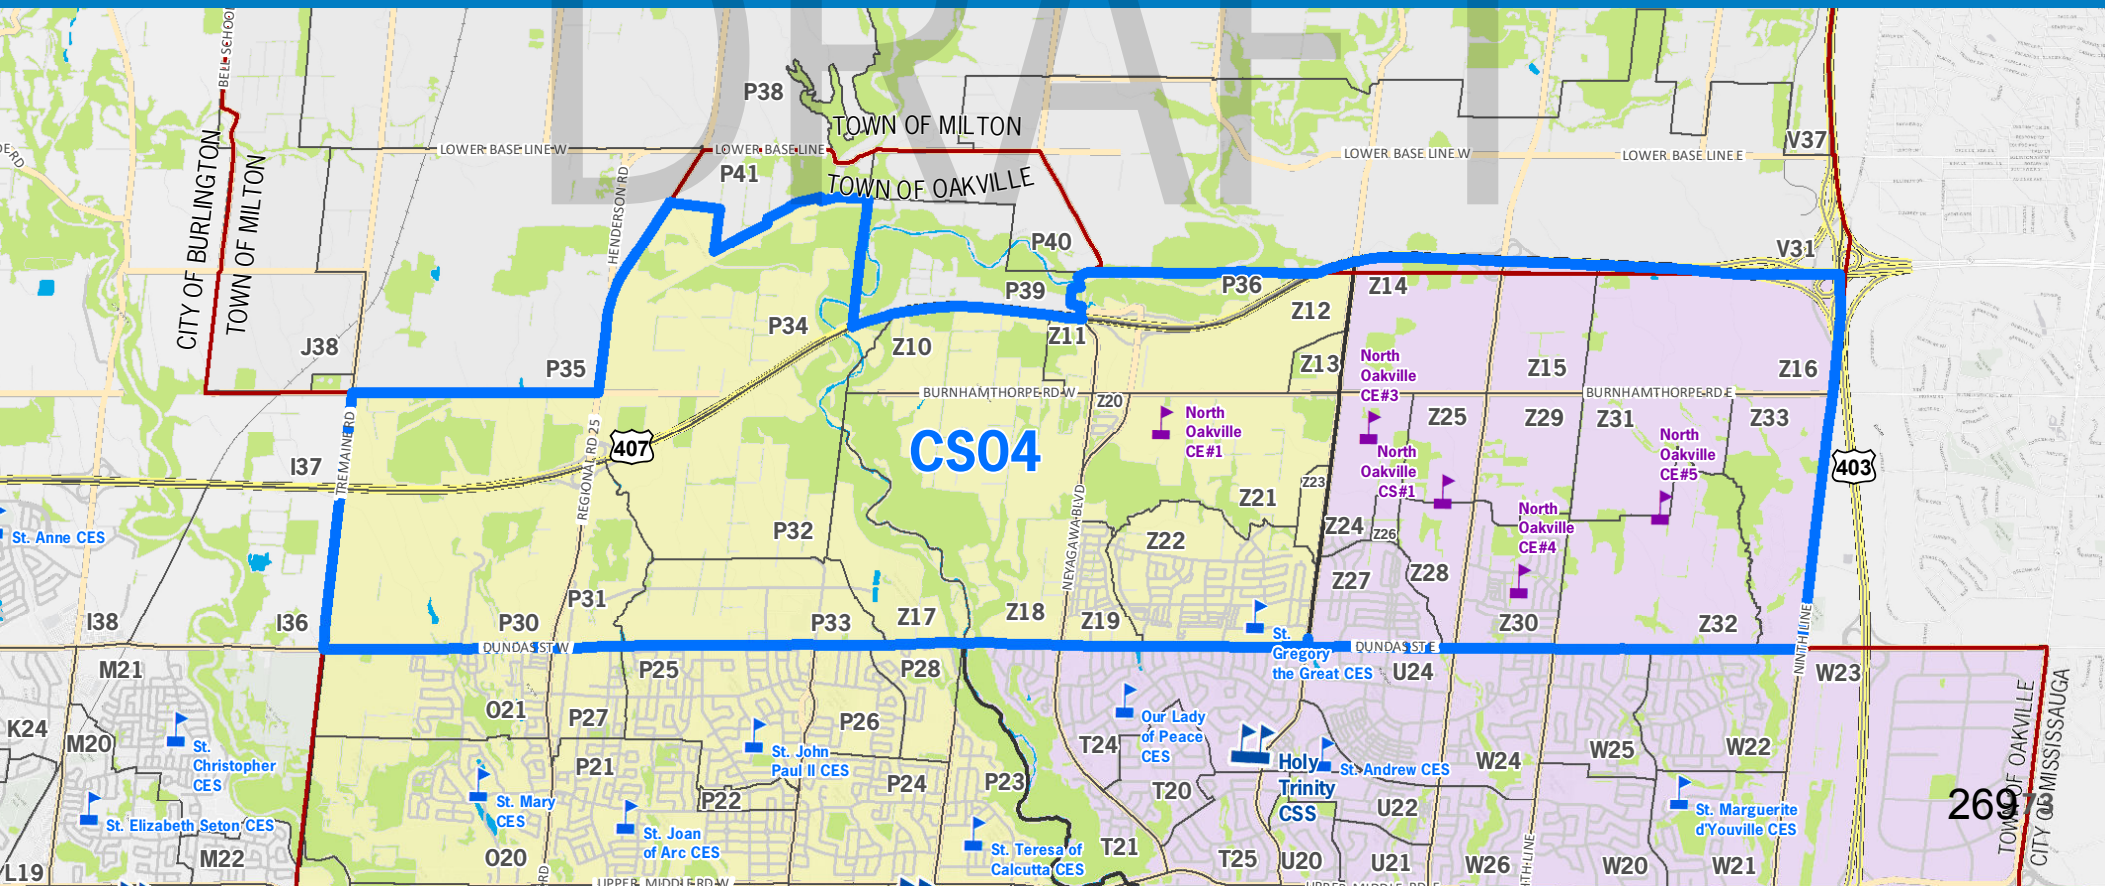 DRAFT
BELL SCHOO
P38
TOWN OF MILTON
V37
LOWER BASE LINE W
LOWER BASE LINE
LOWER BASE LINE W
LOWER BASE LINE E
CITY OF BURLINGTON
TOWN OF MILTON
HENDERSON RD
P41
TOWN OF OAKVILLE
P40
V31
P39
P36
Z14
P34
Z12
Z11
Z10
J38
P35
Z13
North
Oakville
CE#3
Z15
Z16
BURNHAMTHORPE RD W
BURNHAMTHORPE RD E
Z20
North
Oakville
CE#1
Z25
Z29
Z31
Z33
TREMAINE RD
REGIONAL RD 25
407
CS04
North
Oakville
CS#1
North
Oakville
CE#5
403
I37
Z23
Z21
NEYAGAWA BLVD
St. Anne CES
P32
Z22
Z24
Z26
North
Oakville
CE#4
Z27
Z28
I38
I36
P30
P31
P33
Z17
Z18
Z19
Z30
Z32
NINTH LINE
DUNDAS ST W
DUNDAS ST E
St.
Gregory
the Great CES
M21
P25
P28
U24
W23
K24
M20
St.
Christopher
CES
O21
P27
P26
St. John
Paul II CES
T24
Our Lady
of Peace
CES
Holy
Trinity
CSS
St. Andrew CES
W24
W25
W22
P21
P24
P23
P22
T20
U22
St. Mary
CES
St. Elizabeth Seton CES
St. Joan
of Arc CES
St. Teresa of
Calcutta CES
St. Marguerite
d'Youville CES
TOWN OF OAKVILLE
CITY OF MISSISSAUGA
269
L19
M22
O20
T21
T25
U20
U21
W26
W20
W21
UPPER MIDDLE RD W